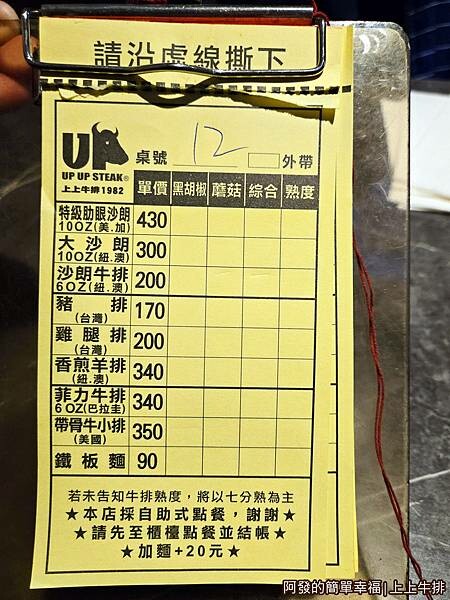 請沿虛線撕下
UP
UP UP STEAK®
上上牛排1982
桌號 12 外帶
單價 黑胡椒 蘑菇 綜合 熟度
特級肋眼沙朗 430
10OZ(美.加)
大沙朗 300
10OZ(紐.澳)
沙朗牛排 200
6OZ(紐.澳)
豬排 170
(台灣)
雞腿排 200
(台灣)
香煎羊排 340
(紐.澳)
菲力牛排 340
6OZ(巴拉圭)
帶骨牛小排 350
(美國)
鐵板麵 90
若未告知牛排熟度，將以七分熟為主
★本店採自助式點餐，謝謝★
★請先至櫃檯點餐並結帳★
★加麵+20元★
阿發的簡單幸福|上上牛排